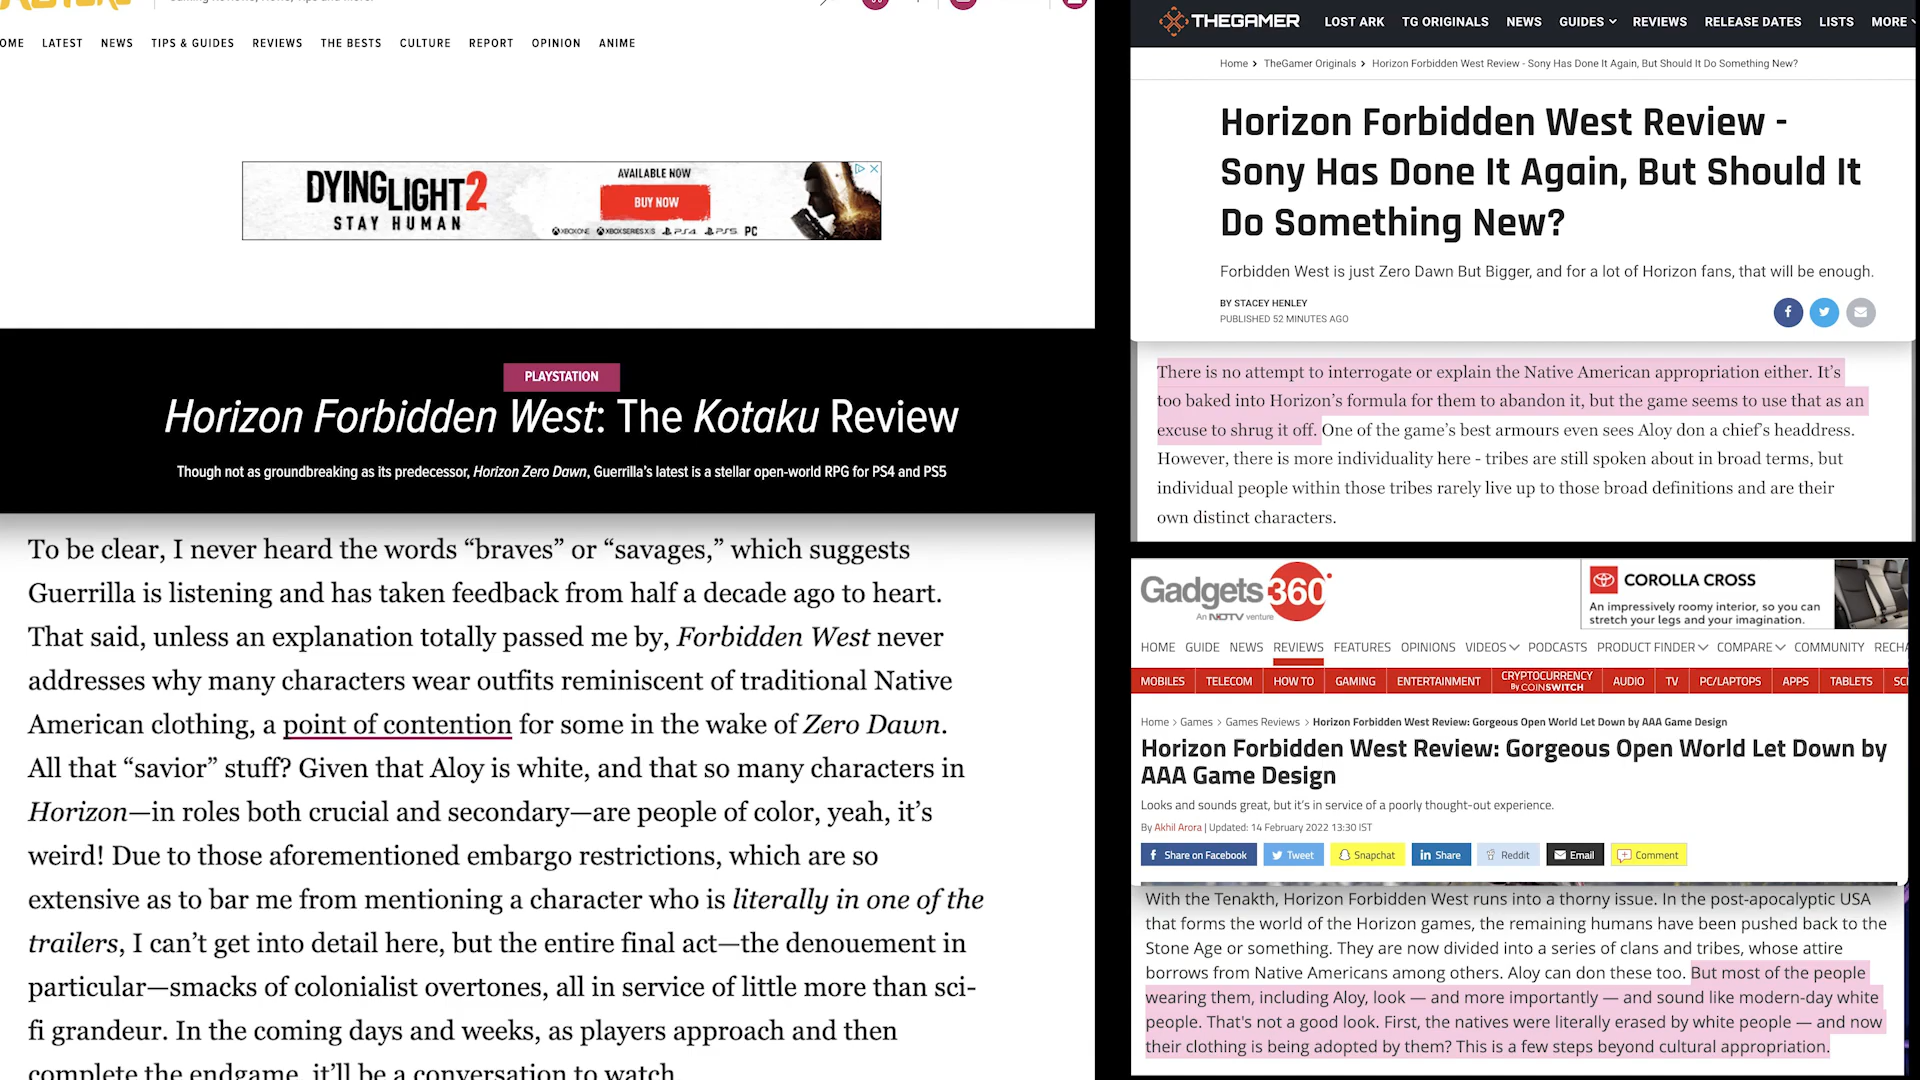 OME LATEST NEWS TIPS & GUIDES REVIEWS THE BESTS CULTURE REPORT OPINION ANIME
DYING LIGHT 2
STAY HUMAN
AVAILABLE NOW
BUY NOW
XBOX ONE XBOX SERIES X|S PS4 PS5 PC
PLAYSTATION
Horizon Forbidden West: The Kotaku Review
Though not as groundbreaking as its predecessor, Horizon Zero Dawn, Guerrilla's latest is a stellar open-world RPG for PS4 and PS5
To be clear, I never heard the words “braves” or “savages,” which suggests
Guerrilla is listening and has taken feedback from half a decade ago to heart.
That said, unless an explanation totally passed me by, Forbidden West never
addresses why many characters wear outfits reminiscent of traditional Native
American clothing, a point of contention for some in the wake of Zero Dawn.
All that “savior” stuff? Given that Aloy is white, and that so many characters in
Horizon—in roles both crucial and secondary—are people of color, yeah, it’s
weird! Due to those aforementioned embargo restrictions, which are so
extensive as to bar me from mentioning a character who is literally in one of the
trailers, I can’t get into detail here, but the entire final act—the denouement in
particular—smacks of colonialist overtones, all in service of little more than sci-
fi grandeur. In the coming days and weeks, as players approach and then
complete the endgame, it’ll be a conversation to watch
THEGAMER LOST ARK TG ORIGINALS NEWS GUIDES REVIEWS RELEASE DATES LISTS MORE
Home > TheGamer Originals > Horizon Forbidden West Review - Sony Has Done It Again, But Should It Do Something New?
Horizon Forbidden West Review -
Sony Has Done It Again, But Should It
Do Something New?
Forbidden West is just Zero Dawn But Bigger, and for a lot of Horizon fans, that will be enough.
BY STACEY HENLEY
PUBLISHED 52 MINUTES AGO
There is no attempt to interrogate or explain the Native American appropriation either. It’s
too baked into Horizon’s formula for them to abandon it, but the game seems to use that as an
excuse to shrug it off. One of the game’s best armours even sees Aloy don a chief’s headdress.
However, there is more individuality here - tribes are still spoken about in broad terms, but
individual people within those tribes rarely live up to those broad definitions and are their
own distinct characters.
Gadgets 360
An NDTV venture
COROLLA CROSS
An impressively roomy interior, so you can
stretch your legs and your imagination.
HOME GUIDE NEWS REVIEWS FEATURES OPINIONS VIDEOS PODCASTS PRODUCT FINDER COMPARE COMMUNITY RECHA
MOBILES TELECOM HOW TO GAMING ENTERTAINMENT CRYPTOCURRENCY By COINSWITCH AUDIO TV PC/LAPTOPS APPS TABLETS SC
Home > Games > Games Reviews > Horizon Forbidden West Review: Gorgeous Open World Let Down by AAA Game Design
Horizon Forbidden West Review: Gorgeous Open World Let Down by
AAA Game Design
Looks and sounds great, but it's in service of a poorly thought-out experience.
By Akhil Arora | Updated: 14 February 2022 13:30 IST
Share on Facebook Tweet Snapchat Share Reddit Email Comment
With the Tenakth, Horizon Forbidden West runs into a thorny issue. In the post-apocalyptic USA
that forms the world of the Horizon games, the remaining humans have been pushed back to the
Stone Age or something. They are now divided into a series of clans and tribes, whose attire
borrows from Native Americans among others. Aloy can don these too. But most of the people
wearing them, including Aloy, look — and more importantly — and sound like modern-day white
people. That's not a good look. First, the natives were literally erased by white people — and now
their clothing is being adopted by them? This is a few steps beyond cultural appropriation.